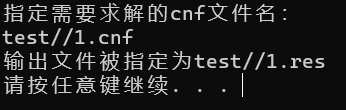 指定需要求解的cnf文件名：
test//1.cnf
输出文件被指定为test//1.res
请按任意键继续. . .